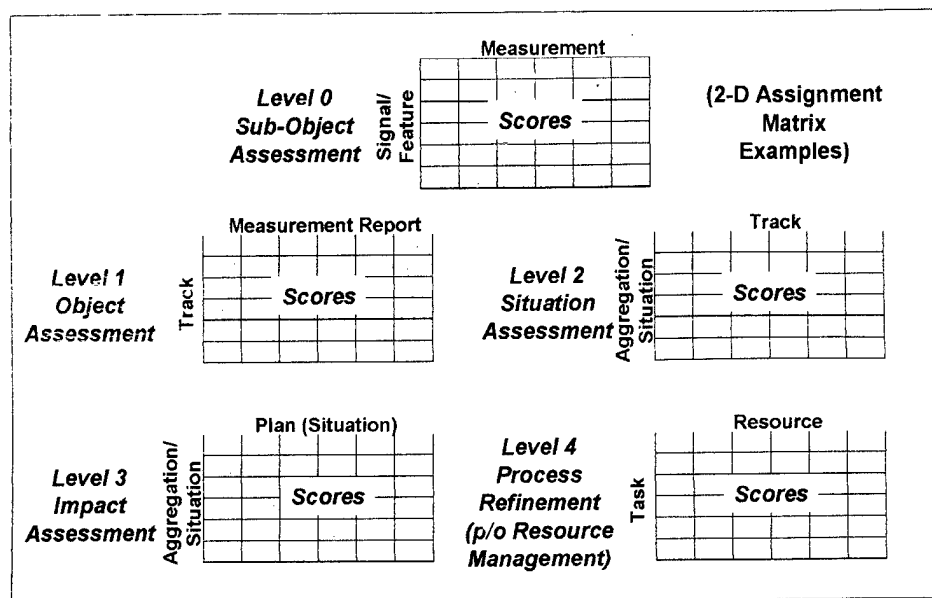 Measurement
Level 0
Sub-Object
Assessment
Signal/
Feature
Scores
(2-D Assignment
Matrix
Examples)
Measurement Report
Level 1
Object
Assessment
Track
Scores
Track
Level 2
Situation
Assessment
Aggregation/
Situation
Scores
Plan (Situation)
Level 3
Impact
Assessment
Aggregation/
Situation
Scores
Resource
Level 4
Process
Refinement
(p/o Resource
Management)
Task
Scores